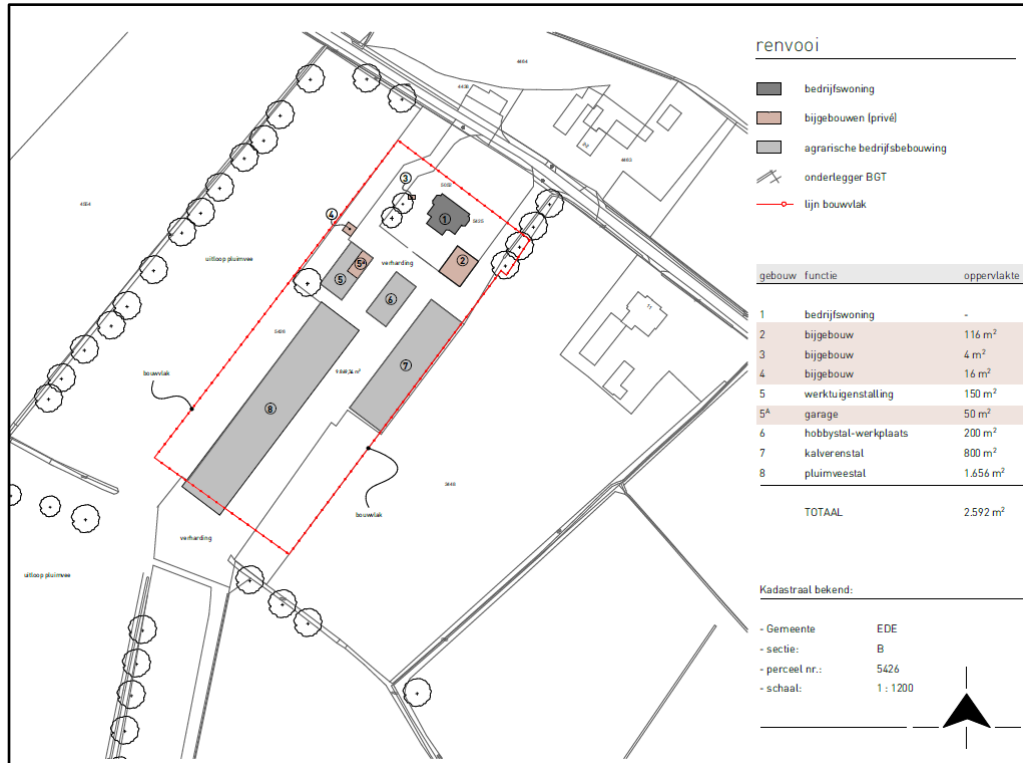 renvooi
bedrijfswoning
bijgebouwen (privé)
agrarische bedrijfsbebouwing
onderlegger BGT
lijn bouwvlak
gebouw functie oppervlakte
1 bedrijfswoning -
2 bijgebouw 116 m²
3 bijgebouw 4 m²
4 bijgebouw 16 m²
5 werktuigenstalling 150 m²
5ᴬ garage 50 m²
6 hobbystal-werkplaats 200 m²
7 kalverenstal 800 m²
8 pluimveestal 1.656 m²
TOTAAL 2.592 m²
Kadastraal bekend:
- Gemeente EDE
- sectie: B
- perceel nr.: 5426
- schaal: 1 : 1200
uitloop pluimvee
3
4
1
2
5ᴬ
verharding
5
6
7
bouwvlak
8
bouwvlak
verharding
uitloop pluimvee